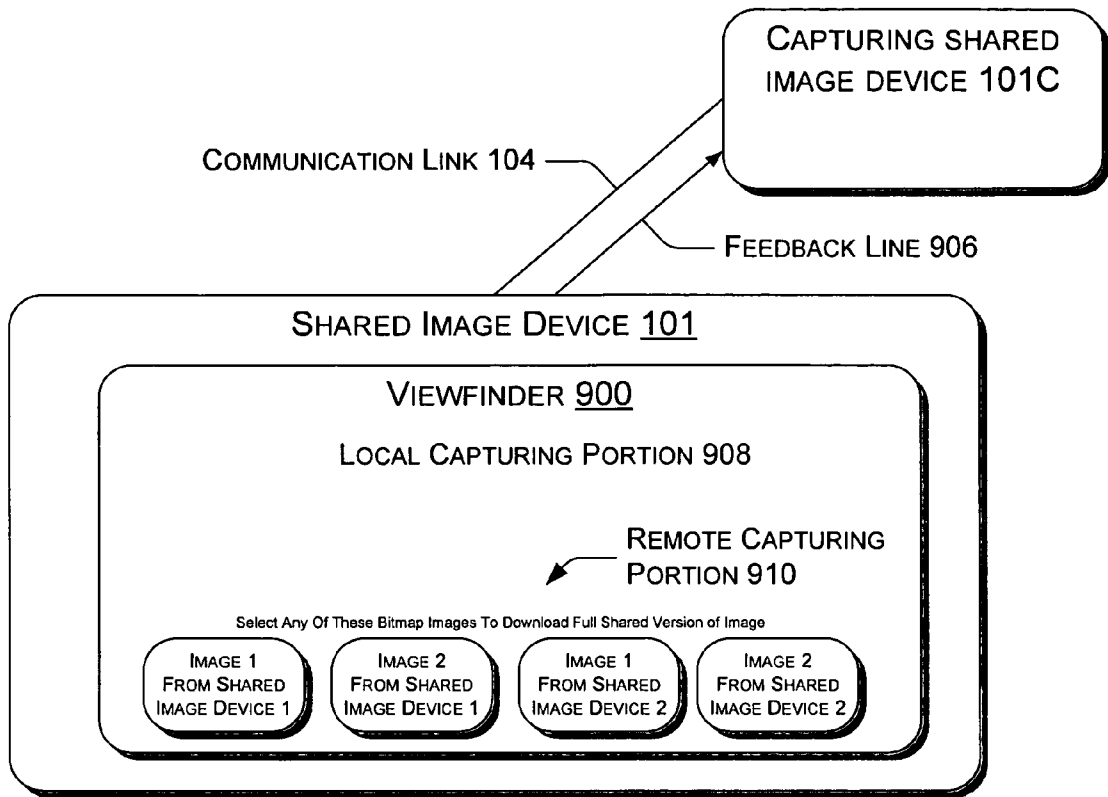 CAPTURING SHARED
IMAGE DEVICE 101C
COMMUNICATION LINK 104
FEEDBACK LINE 906
SHARED IMAGE DEVICE 101
VIEWFINDER 900
LOCAL CAPTURING PORTION 908
REMOTE CAPTURING
PORTION 910
Select Any Of These Bitmap Images To Download Full Shared Version of Image
IMAGE 1
FROM SHARED
IMAGE DEVICE 1
IMAGE 2
FROM SHARED
IMAGE DEVICE 1
IMAGE 1
FROM SHARED
IMAGE DEVICE 2
IMAGE 2
FROM SHARED
IMAGE DEVICE 2